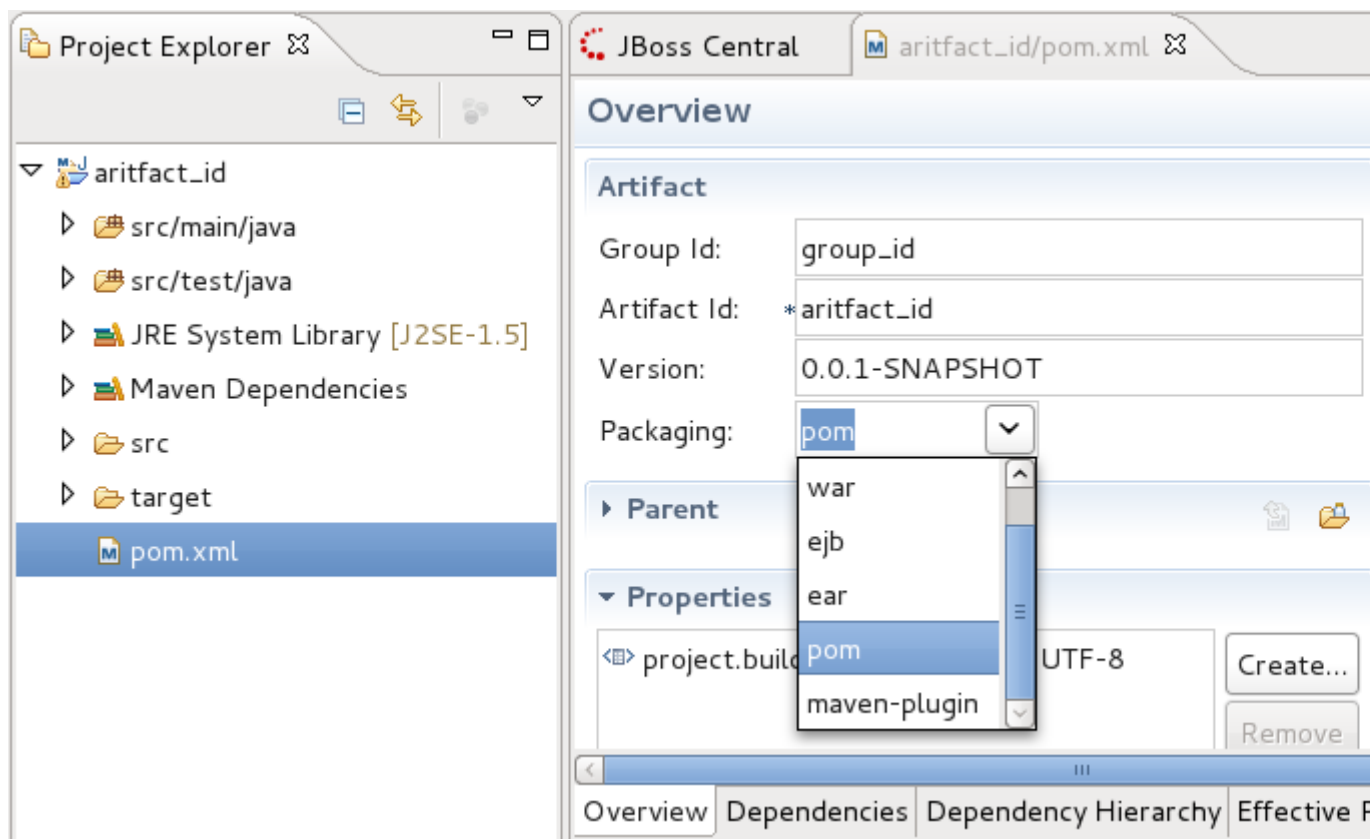 Project Explorer
aritfact_id
src/main/java
src/test/java
JRE System Library [J2SE-1.5]
Maven Dependencies
src
target
pom.xml
JBoss Central
aritfact_id/pom.xml
Overview
Artifact
Group Id: group_id
Artifact Id: *aritfact_id
Version: 0.0.1-SNAPSHOT
Packaging: pom
war
ejb
ear
pom
maven-plugin
Parent
Properties
UTF-8
Create...
Remove
Overview Dependencies Dependency Hierarchy Effective